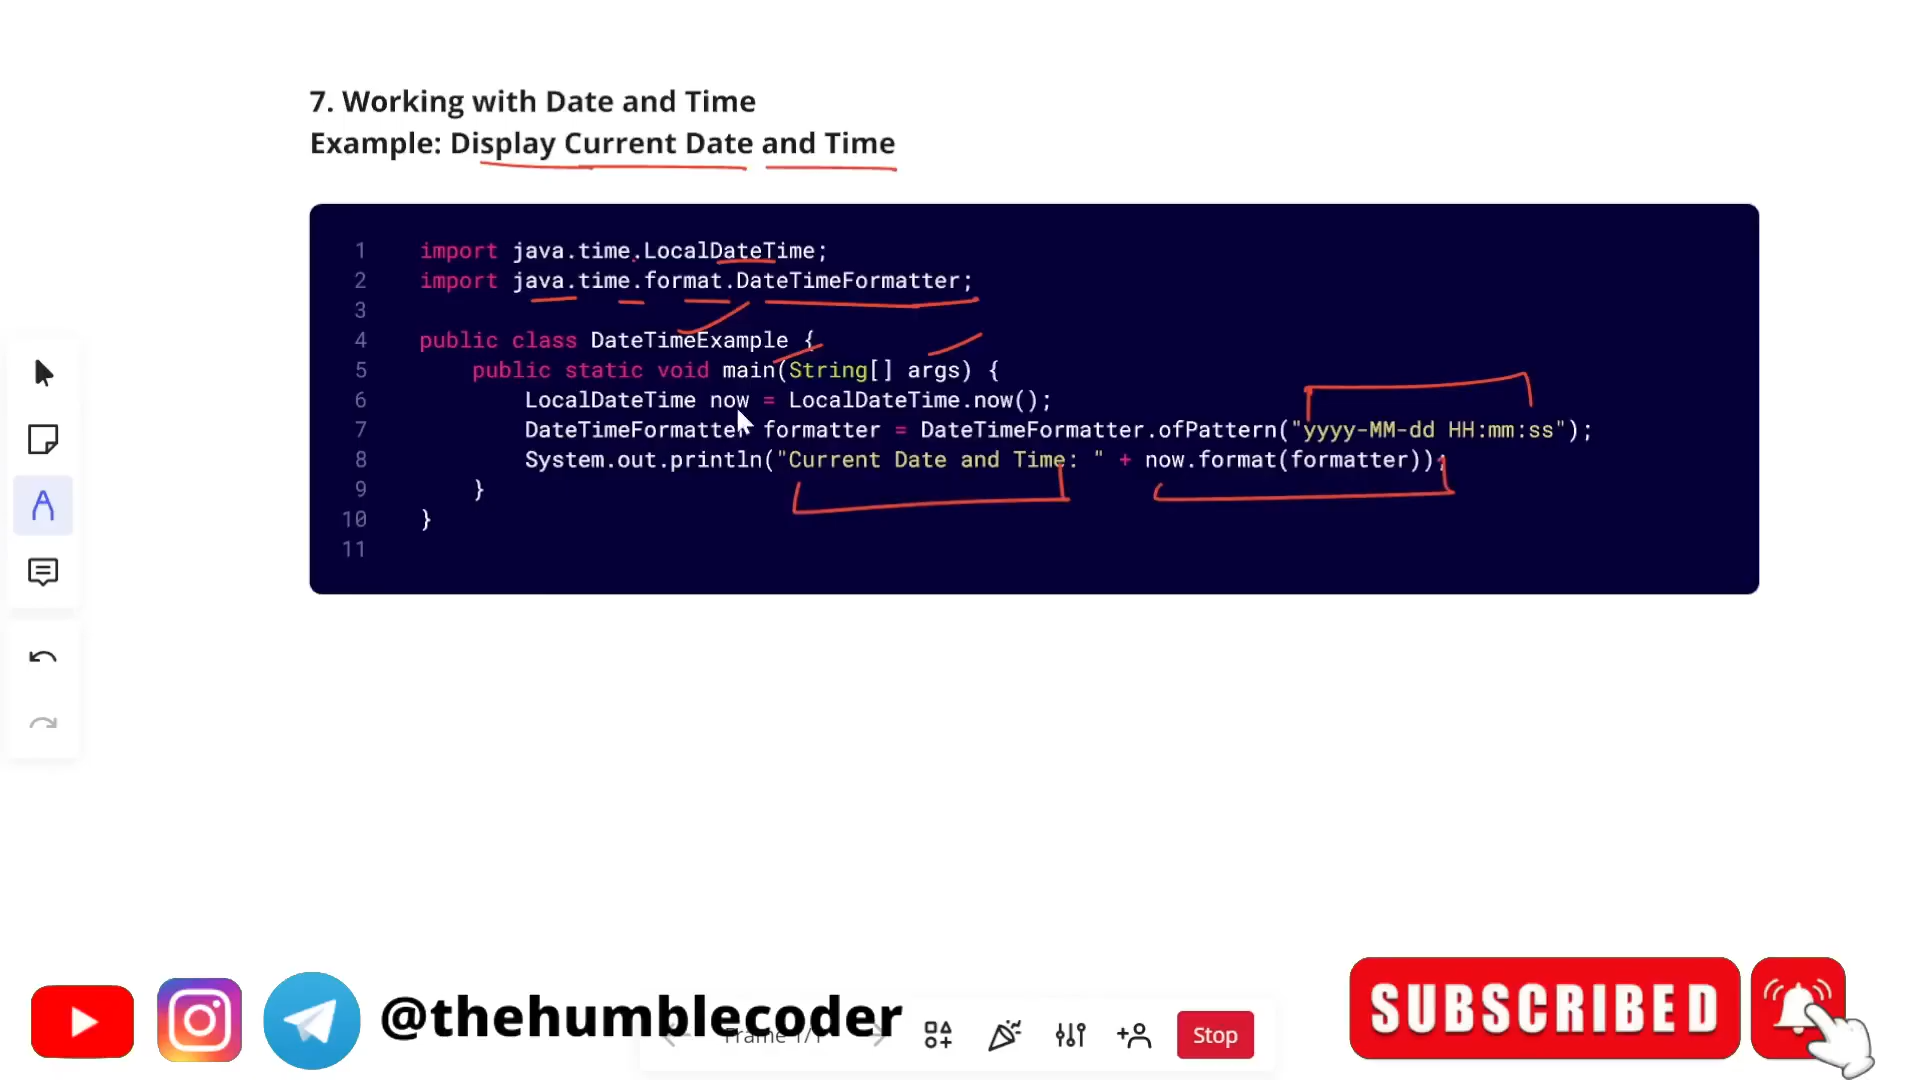 7. Working with Date and Time
Example: Display Current Date and Time
1 import java.time.LocalDateTime;
2 import java.time.format.DateTimeFormatter;
3
4 public class DateTimeExample {
5 public static void main(String[] args) {
6 LocalDateTime now = LocalDateTime.now();
7 DateTimeFormatter formatter = DateTimeFormatter.ofPattern("yyyy-MM-dd HH:mm:ss");
8 System.out.println("Current Date and Time: " + now.format(formatter));
9 }
10 }
11
@thehumblecoder
Frame 1/1
Stop
SUBSCRIBED